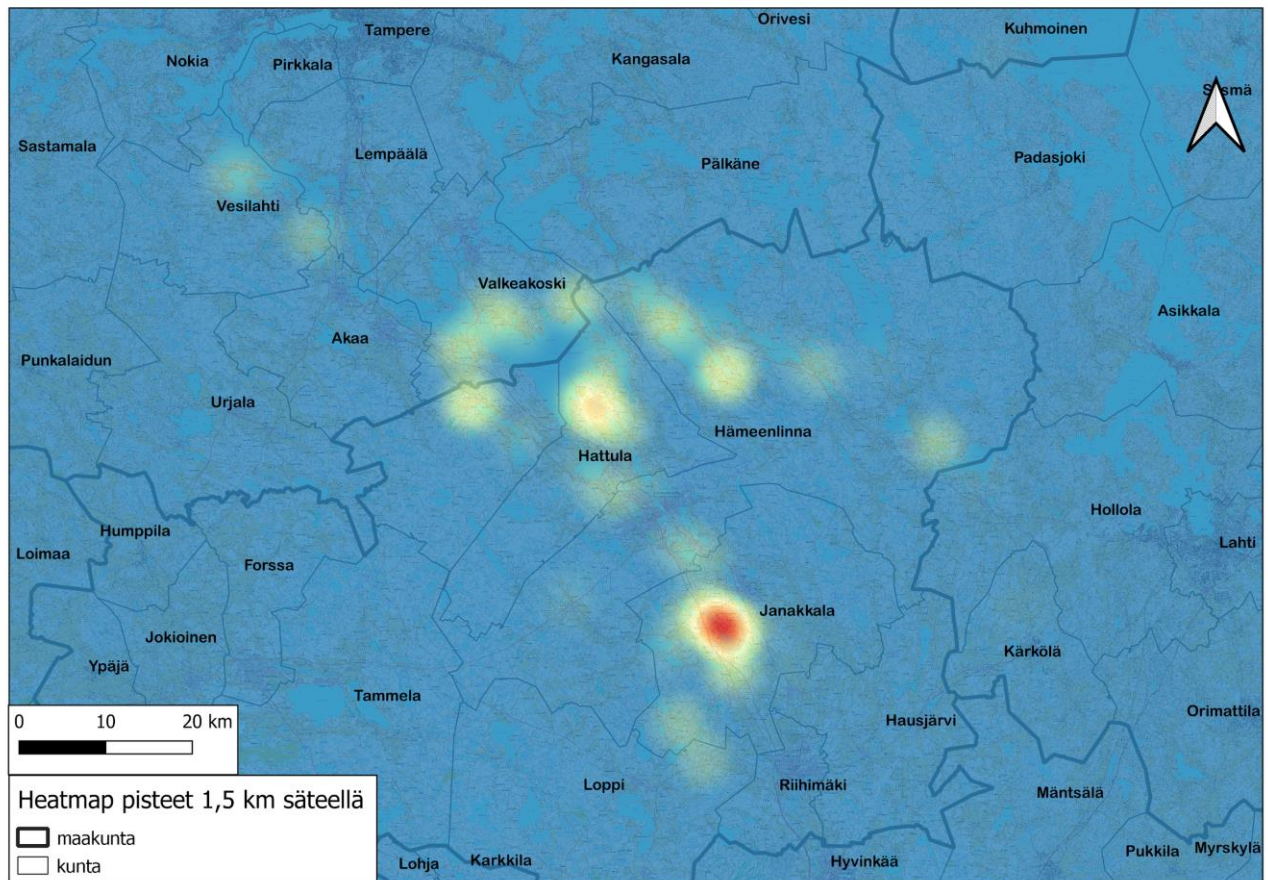 Orivesi
Tampere
Kuhmoinen
Nokia
Pirkkala
Kangasala
Sysmä
Sastamala
Lempäälä
Pälkäne
Padasjoki
Vesilahti
Valkeakoski
Asikkala
Akaa
Punkalaidun
Urjala
Hämeenlinna
Hattula
Hollola
Humppila
Lahti
Loimaa
Forssa
Janakkala
Jokioinen
Kärkölä
Ypäjä
Tammela
Orimattila
Hausjärvi
0 10 20 km
Loppi
Riihimäki
Mäntsälä
Heatmap pisteet 1,5 km säteellä
maakunta
kunta
Lohja
Karkkila
Hyvinkää
Pukkila
Myrskylä